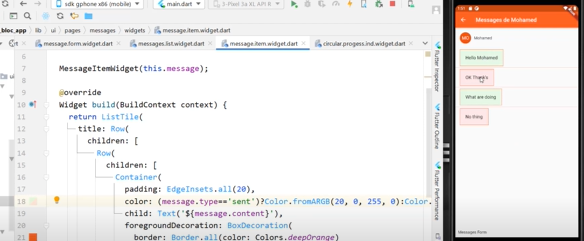 sdk gphone x86 (mobile)
main.dart
Pixel 3a XL API R
bloc_app
lib
ui
pages
messages
widgets
message.item.widget.dart
message.form.widget.dart
messages.list.widget.dart
message.item.widget.dart
circular.progess.ind.widget.dart
6
7 MessageItemWidget(this.message);
8
9 @override
10 Widget build(BuildContext context) {
11 return ListTile(
12 title: Row(
13 children: [
14 Row(
15 children: [
16 Container(
17 padding: EdgeInsets.all(20),
18 color: (message.type=='sent')?Color.fromARGB(20, 0, 255, 0):Color.
19 child: Text('${message.content}'),
20 foregroundDecoration: BoxDecoration(
21 border: Border.all(color: Colors.deepOrange)
Flutter Inspector
Flutter Outline
Flutter Performance
Messages de Mohamed
MO
Mohamed
Hello Mohamed
OK Thank's
What are doing
No thing
Messages Form